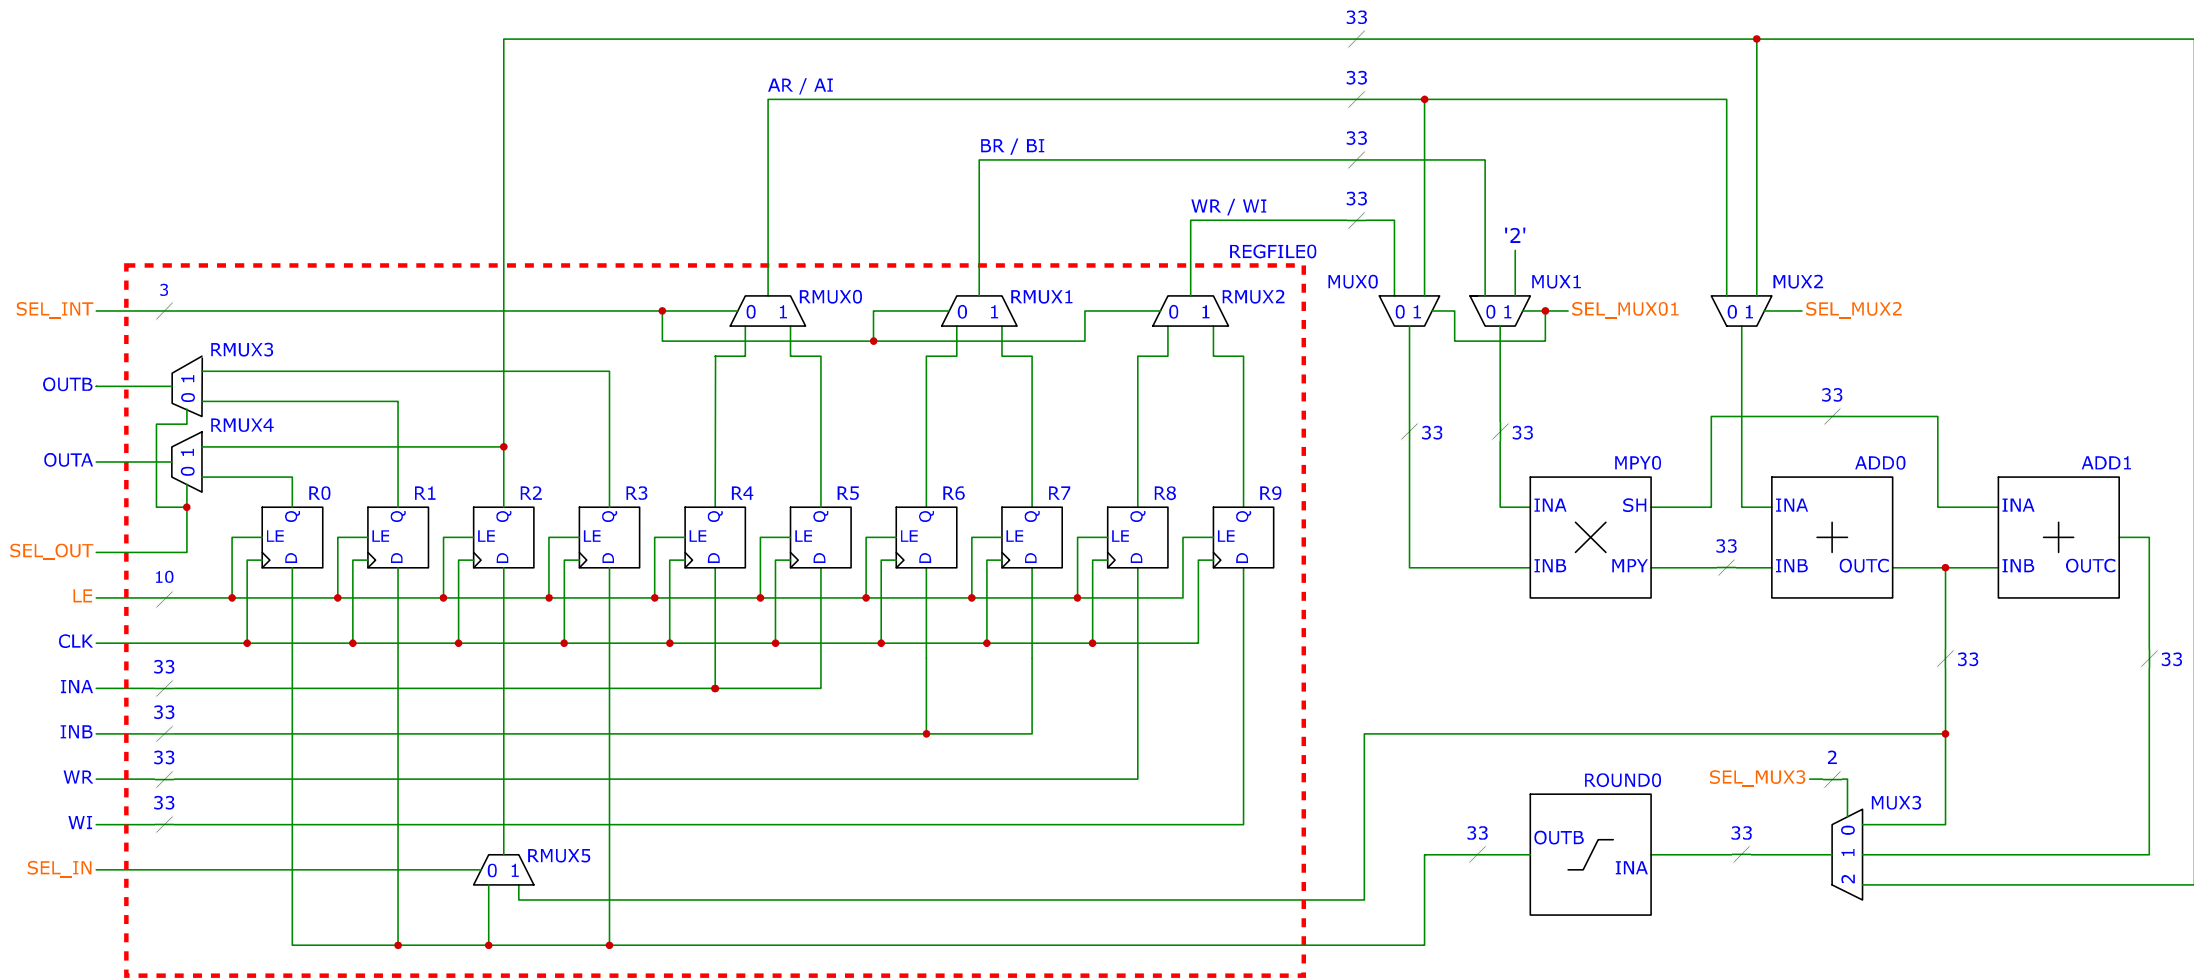 33
AR / AI 33
BR / BI 33
WR / WI 33
'2'
REGFILE0
SEL_INT 3 0 1 RMUX0 0 1 RMUX1 0 1 RMUX2 MUX0 0 1 0 1 MUX1 SEL_MUX01 0 1 MUX2 SEL_MUX2
RMUX3
OUTB 0 1
33
RMUX4
33 33
OUTA 0 1
MPY0 ADD0 ADD1
R0 R1 R2 R3 R4 R5 R6 R7 R8 R9
Q Q Q Q Q Q Q Q Q Q
INA SH INA INA
LE LE LE LE LE LE LE LE LE LE
SEL_OUT
33
D D D D D D D D D D
INB MPY INB OUTC INB OUTC
LE 10
CLK
33 33
INA 33
INB 33
WR 33
WI 33
SEL_MUX3 2
ROUND0
MUX3
OUTB 33 33
INA
0 1 2
SEL_IN 0 1 RMUX5